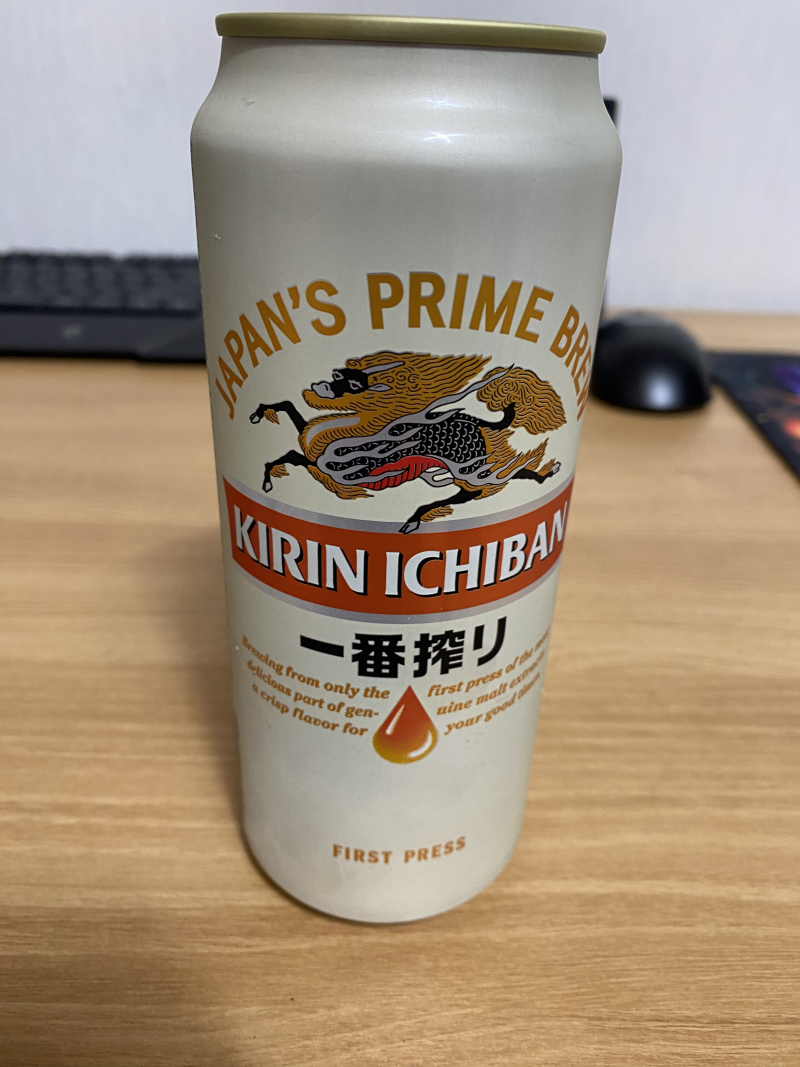 JAPAN'S PRIME BREW
KIRIN ICHIBAN
一番搾り
Brewing from only the first press of the
delicious part of gen- uine malt extract
a crisp flavor for your good times
FIRST PRESS